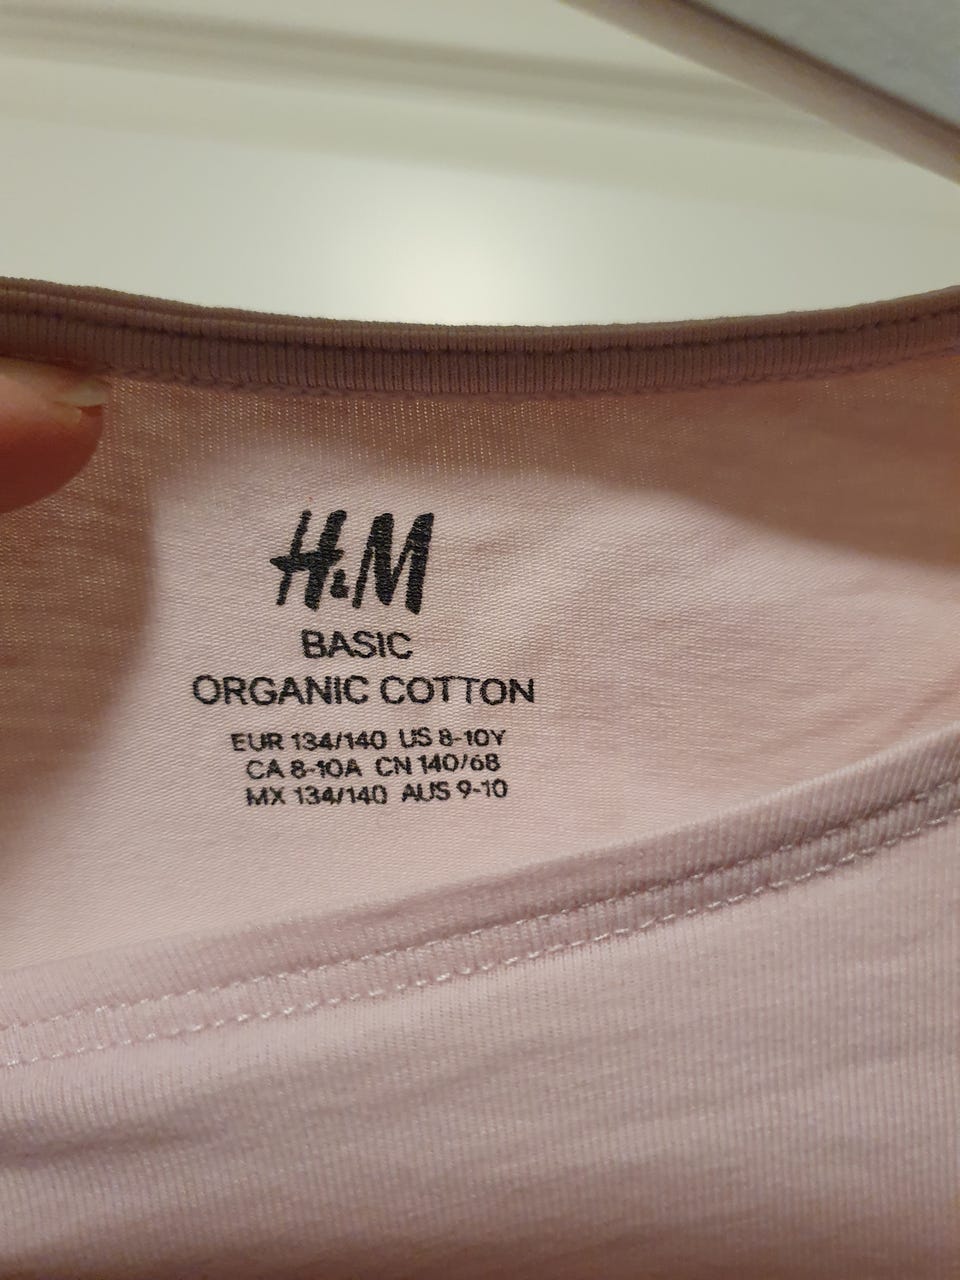 H&M
BASIC
ORGANIC COTTON
EUR 134/140 US 8-10Y
CA 8-10A CN 140/68
MX 134/140 AUS 9-10